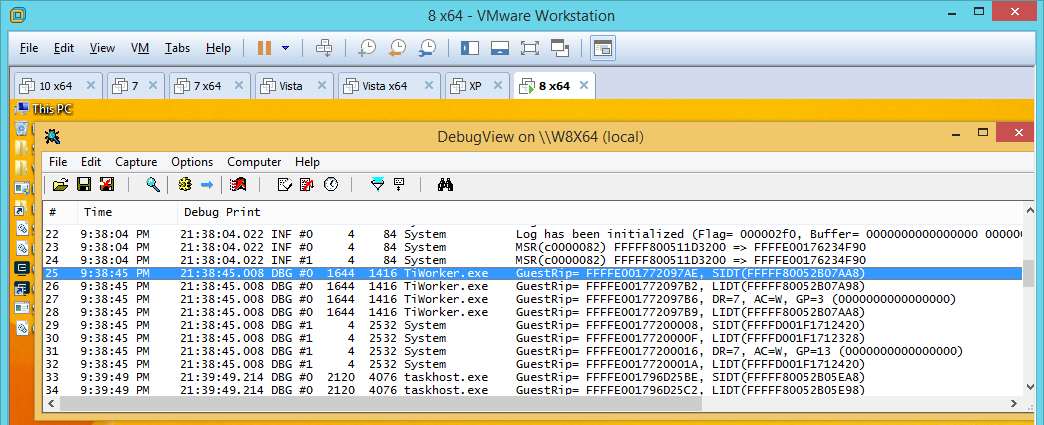 8 x64 - VMware Workstation
File Edit View VM Tabs Help
10 x64 7 7 x64 Vista Vista x64 XP 8 x64
This PC
DebugView on \\W8X64 (local)
File Edit Capture Options Computer Help
# Time Debug Print
22 9:38:04 PM 21:38:04.022 INF #0 4 84 System Log has been initialized (Flag= 000002f0, Buffer= 0000000000000000
23 9:38:04 PM 21:38:04.022 INF #0 4 84 System MSR(c0000082) FFFFF800511D3200 => FFFFE00176234F90
24 9:38:04 PM 21:38:04.022 INF #1 4 84 System MSR(c0000082) FFFFF800511D3200 => FFFFE00176234F90
25 9:38:45 PM 21:38:45.008 DBG #0 1644 1416 TiWorker.exe GuestRip= FFFFE001772097AE, SIDT(FFFFF80052B07AA8)
26 9:38:45 PM 21:38:45.008 DBG #0 1644 1416 TiWorker.exe GuestRip= FFFFE001772097B2, LIDT(FFFFF80052B07A98)
27 9:38:45 PM 21:38:45.008 DBG #0 1644 1416 TiWorker.exe GuestRip= FFFFE001772097B6, DR=7, AC=W, GP=3 (0000000000000000)
28 9:38:45 PM 21:38:45.008 DBG #0 1644 1416 TiWorker.exe GuestRip= FFFFE001772097B9, LIDT(FFFFF80052B07AA8)
29 9:38:45 PM 21:38:45.008 DBG #1 4 2532 System GuestRip= FFFFE00177200008, SIDT(FFFFD001F1712420)
30 9:38:45 PM 21:38:45.008 DBG #1 4 2532 System GuestRip= FFFFE0017720000F, LIDT(FFFFD001F1712328)
31 9:38:45 PM 21:38:45.008 DBG #1 4 2532 System GuestRip= FFFFE00177200016, DR=7, AC=W, GP=13 (0000000000000000)
32 9:38:45 PM 21:38:45.008 DBG #1 4 2532 System GuestRip= FFFFE0017720001A, LIDT(FFFFD001F1712420)
33 9:39:49 PM 21:39:49.214 DBG #0 2120 4076 taskhost.exe GuestRip= FFFFE001796D25BE, SIDT(FFFFF80052B05EA8)
34 9:39:49 PM 21:39:49.214 DBG #0 2120 4076 taskhost.exe GuestRip= FFFFE001796D25C2, LIDT(FFFFF80052B05E98)